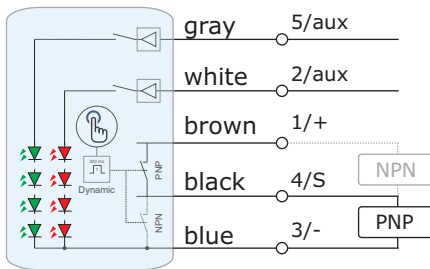 gray 5/aux
white 2/aux
brown 1/+
200 ms
PNP
NPN
Dynamic
black 4/S
NPN
PNP
blue 3/-